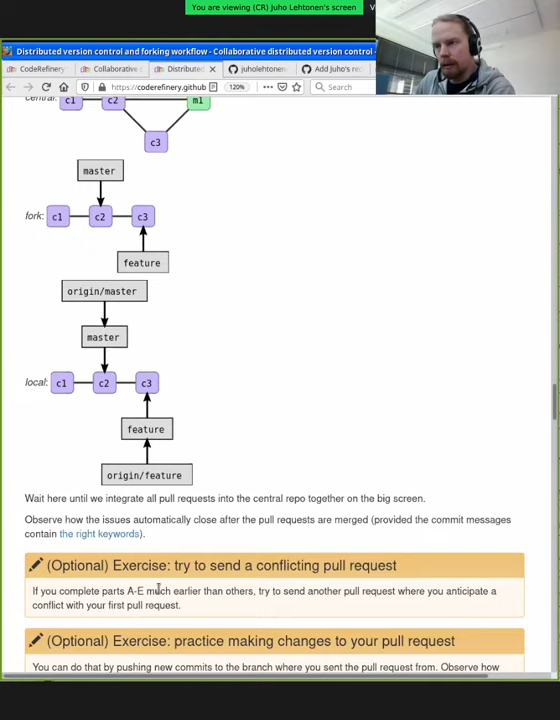 You are viewing (CR) Juho Lehtonen's screen
Distributed version control and forking workflow - Collaborative distributed version control -
CodeRefinery
Collaborative
Distributed
juholehtonen
Add Juho's re
https://coderefinery.github
120%
Search
central:
c1
c2
m1
c3
master
fork:
c1
c2
c3
feature
origin/master
master
local:
c1
c2
c3
feature
origin/feature
Wait here until we integrate all pull requests into the central repo together on the big screen.
Observe how the issues automatically close after the pull requests are merged (provided the commit messages
contain the right keywords).
(Optional) Exercise: try to send a conflicting pull request
If you complete parts A-E much earlier than others, try to send another pull request where you anticipate a
conflict with your first pull request.
(Optional) Exercise: practice making changes to your pull request
You can do that by pushing new commits to the branch where you sent the pull request from. Observe how